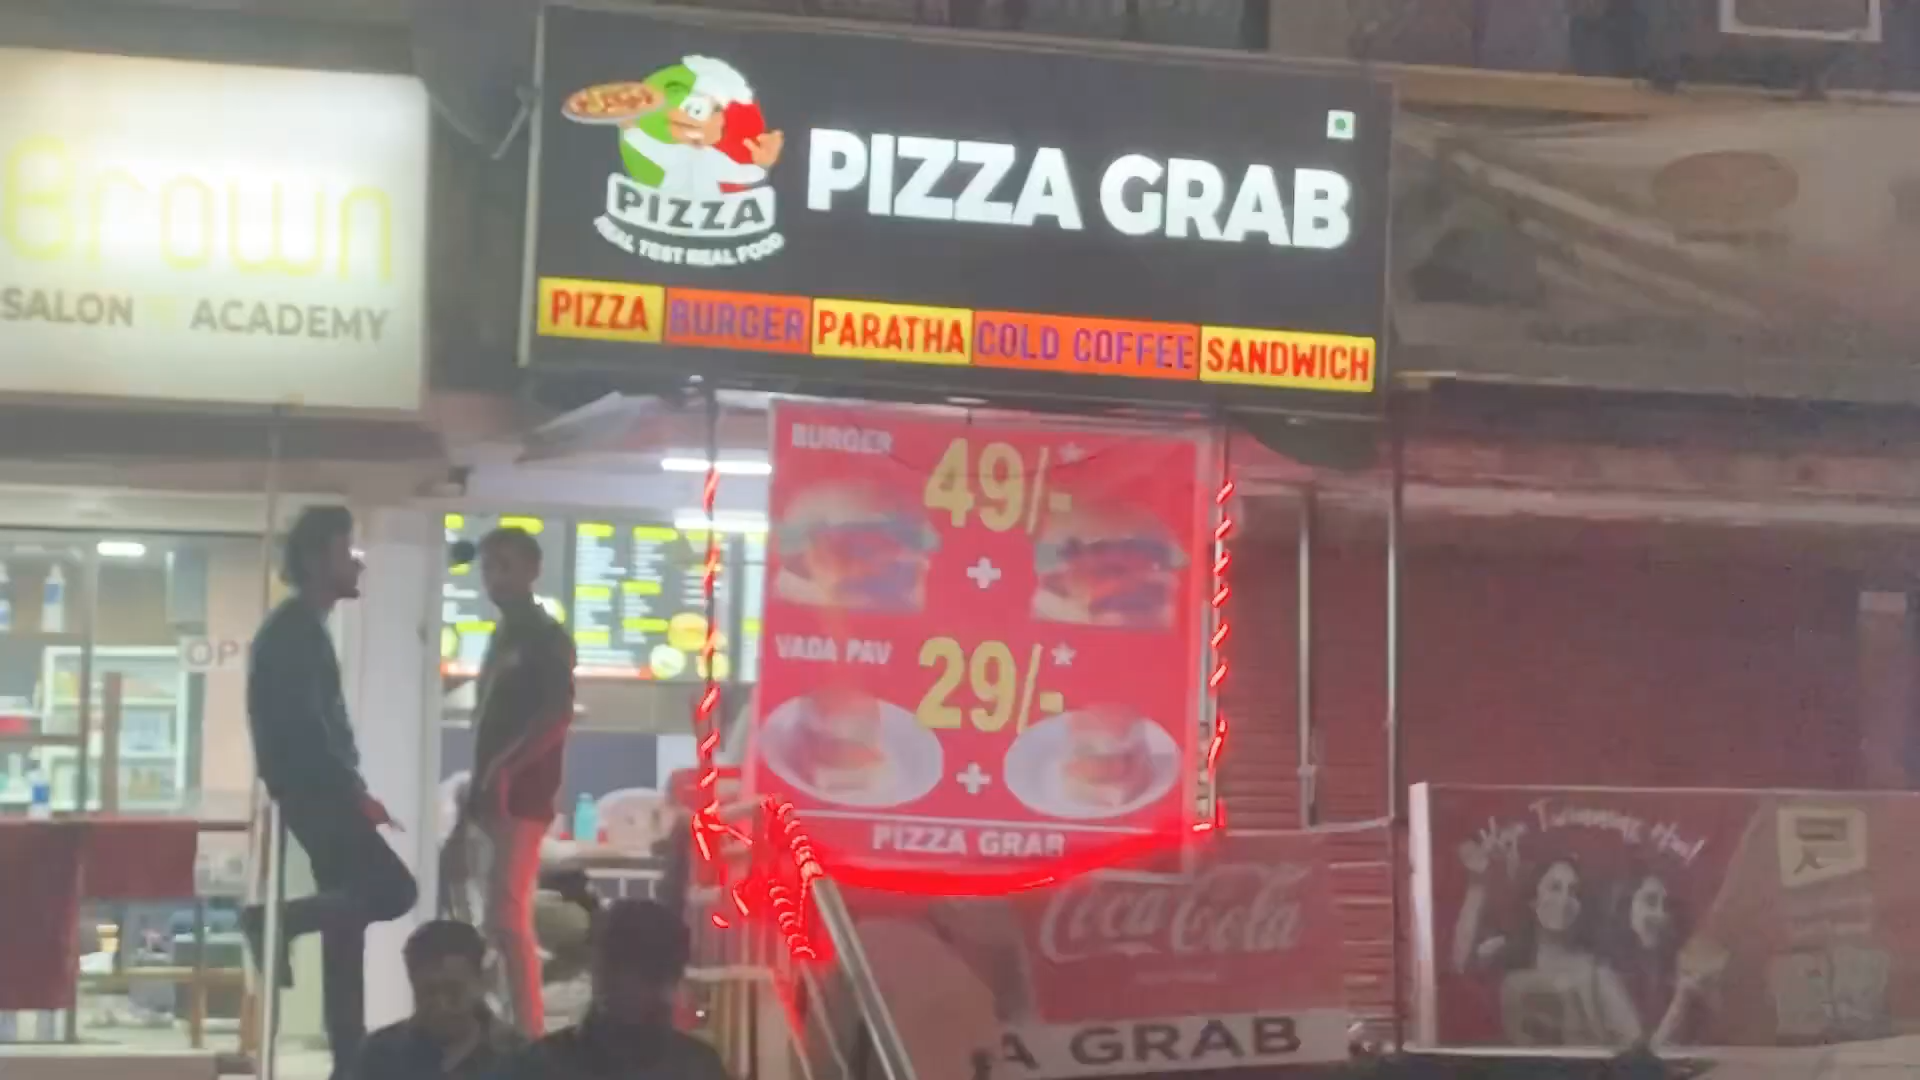 Brown
SALON ACADEMY
PIZZA
REAL TEST REAL FOOD
PIZZA GRAB
PIZZA BURGER PARATHA COLD COFFEE SANDWICH
BURGER 49/-*
+
VADA PAV 29/-*
+
PIZZA GRAB
OP
Coca-Cola
A GRAB